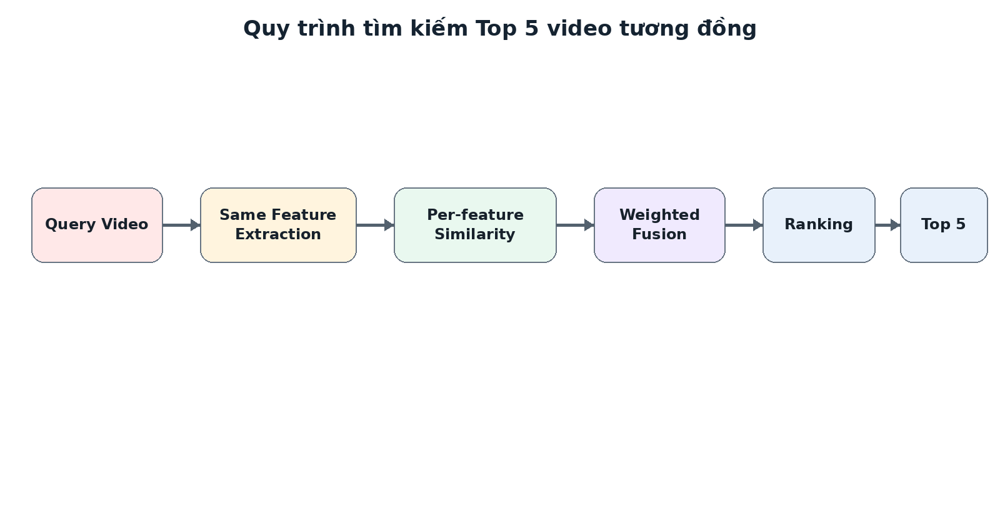 Quy trình tìm kiếm Top 5 video tương đồng
Query Video
Same Feature
Extraction
Per-feature
Similarity
Weighted
Fusion
Ranking
Top 5